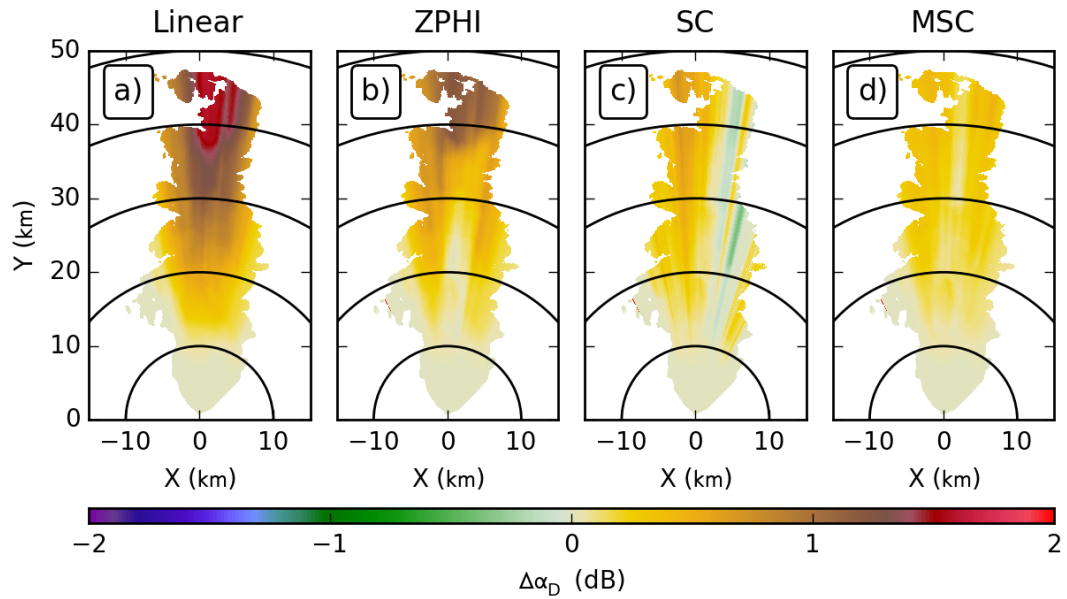 Linear ZPHI SC MSC
a) b) c) d)
50
40
30
20
10
0
Y (km)
−10 0 10 −10 0 10 −10 0 10 −10 0 10
X (km) X (km) X (km) X (km)
−2 −1 0 1 2
Δα_D (dB)